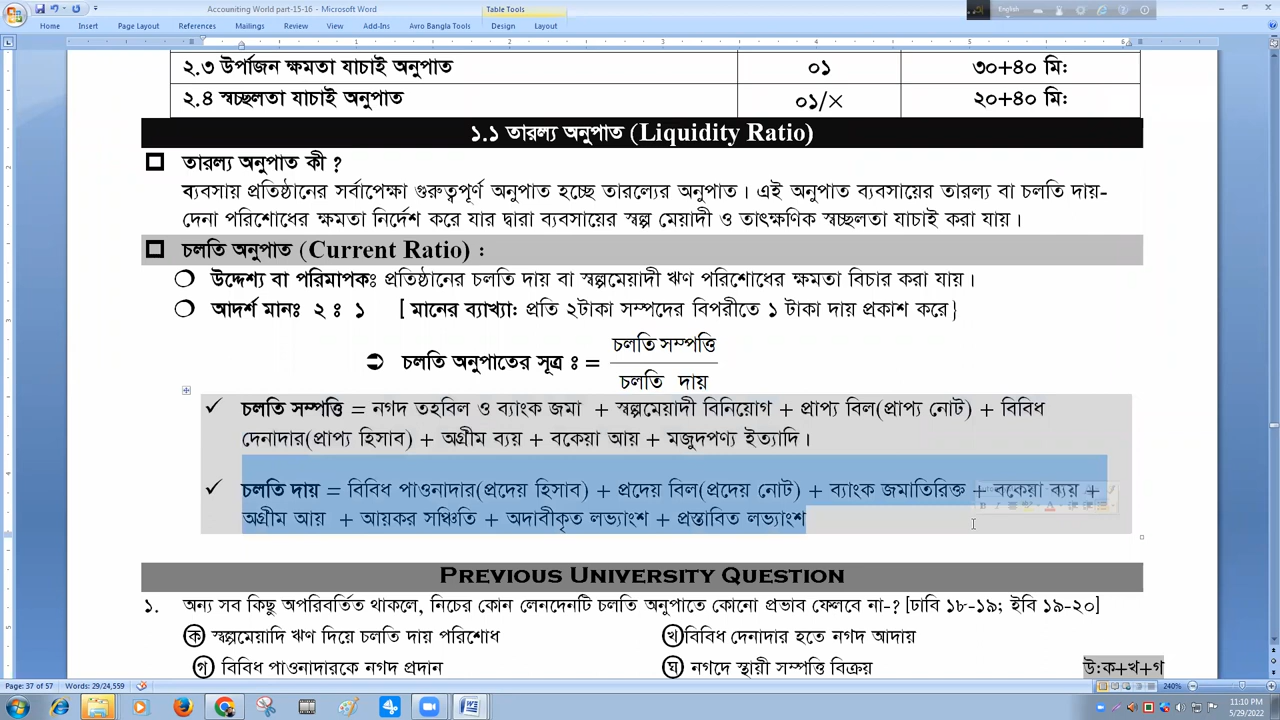 Accounting World part-15-16 - Microsoft Word
Table Tools
English
Home Insert Page Layout References Mailings Review View Add-Ins Avro Bangla Tools Design Layout
২.৩ উর্পাজন ক্ষমতা যাচাই অনুপাত ০১ ৩০+৪০ মি:
২.৪ স্বচ্ছলতা যাচাই অনুপাত ০১/× ২০+৪০ মি:
১.১ তারল্য অনুপাত (Liquidity Ratio)
তারল্য অনুপাত কী ?
ব্যবসায় প্রতিষ্ঠানের সর্বাপেক্ষা গুরুত্বপূর্ণ অনুপাত হচ্ছে তারল্যের অনুপাত। এই অনুপাত ব্যবসায়ের তারল্য বা চলতি দায়-
দেনা পরিশোধের ক্ষমতা নির্দেশ করে যার দ্বারা ব্যবসায়ের স্বল্প মেয়াদী ও তাৎক্ষণিক স্বচ্ছলতা যাচাই করা যায়।
চলতি অনুপাত (Current Ratio) :
উদ্দেশ্য বা পরিমাপকঃ প্রতিষ্ঠানের চলতি দায় বা স্বল্পমেয়াদী ঋণ পরিশোধের ক্ষমতা বিচার করা যায়।
আদর্শ মানঃ ২ ঃ ১ [ মানের ব্যাখ্যা: প্রতি ২টাকা সম্পদের বিপরীতে ১ টাকা দায় প্রকাশ করে}
চলতি সম্পত্তি
চলতি অনুপাতের সূত্র ঃ =
চলতি দায়
✓ চলতি সম্পত্তি = নগদ তহবিল ও ব্যাংক জমা + স্বল্পমেয়াদী বিনিয়োগ + প্রাপ্য বিল(প্রাপ্য নোট) + বিবিধ
দেনাদার(প্রাপ্য হিসাব) + অগ্রীম ব্যয় + বকেয়া আয় + মজুদপণ্য ইত্যাদি।
✓ চলতি দায় = বিবিধ পাওনাদার(প্রদেয় হিসাব) + প্রদেয় বিল(প্রদেয় নোট) + ব্যাংক জমাতিরিক্ত + বকেয়া ব্যয় +
অগ্রীম আয় + আয়কর সঞ্চিতি + অদাবীকৃত লভ্যাংশ + প্রস্তাবিত লভ্যাংশ
Previous University Question
১. অন্য সব কিছু অপরিবর্তিত থাকলে, নিচের কোন লেনদেনটি চলতি অনুপাতে কোনো প্রভাব ফেলবে না-? [ঢাবি ১৮-১৯; ইবি ১৯-২০]
ক স্বল্পমেয়াদি ঋণ দিয়ে চলতি দায় পরিশোধ খ বিবিধ দেনাদার হতে নগদ আদায়
গ বিবিধ পাওনাদারকে নগদ প্রদান ঘ নগদে স্থায়ী সম্পত্তি বিক্রয় উ:ক+খ+গ
Page: 37 of 57 Words: 29/24,559 240%
11:10 PM
5/29/2022